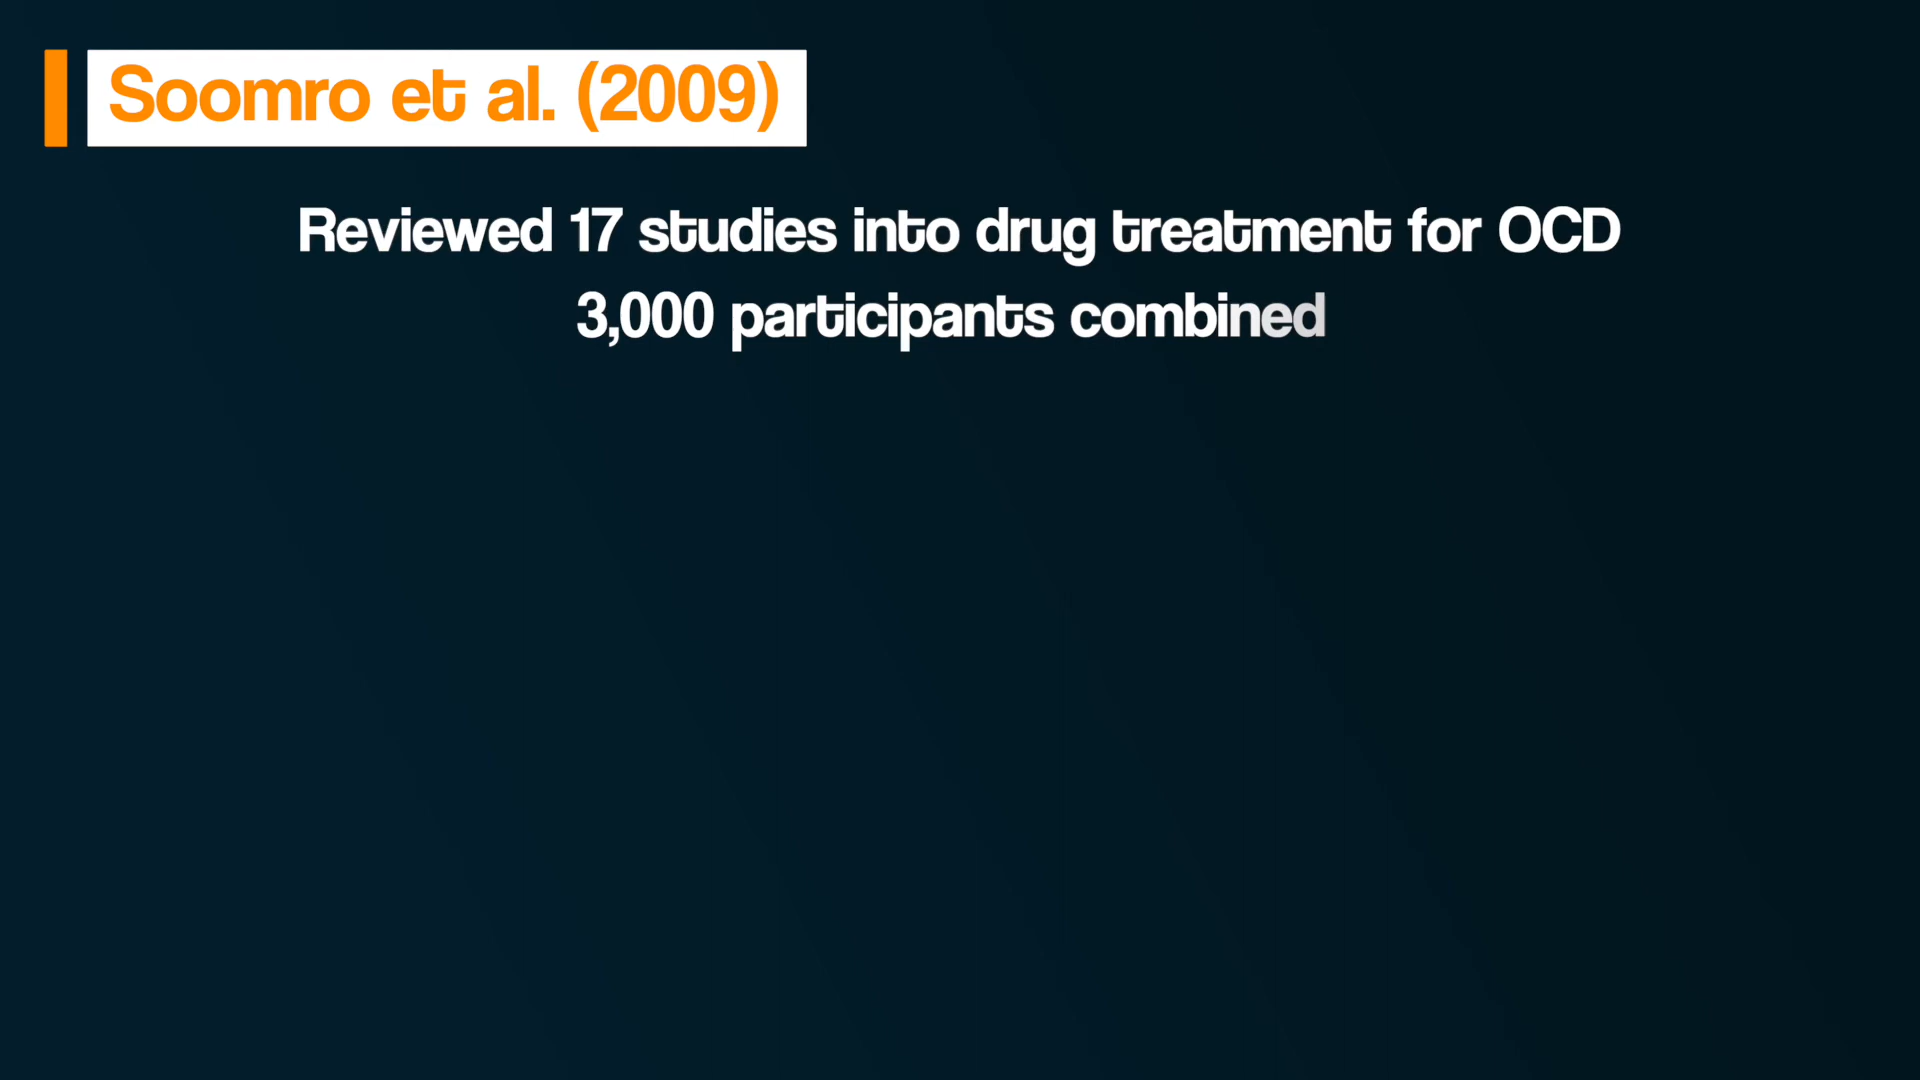 Soomro et al. (2009)
Reviewed 17 studies into drug treatment for OCD
3,000 participants combined